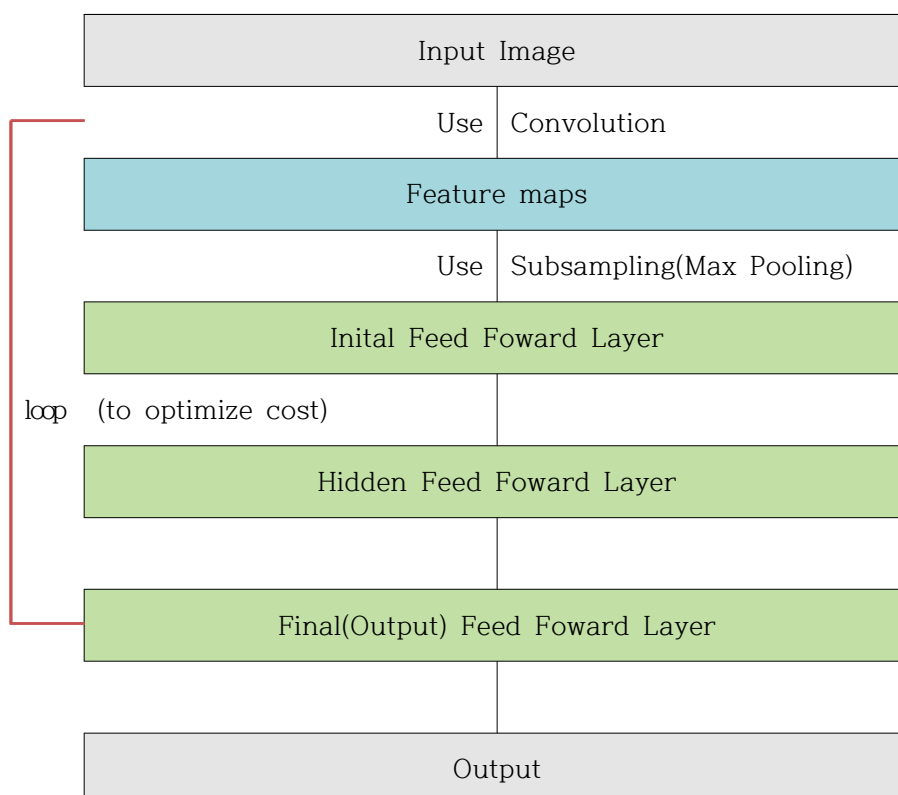 Input Image
Use Convolution
Feature maps
Use Subsampling(Max Pooling)
Inital Feed Foward Layer
loop (to optimize cost)
Hidden Feed Foward Layer
Final(Output) Feed Foward Layer
Output